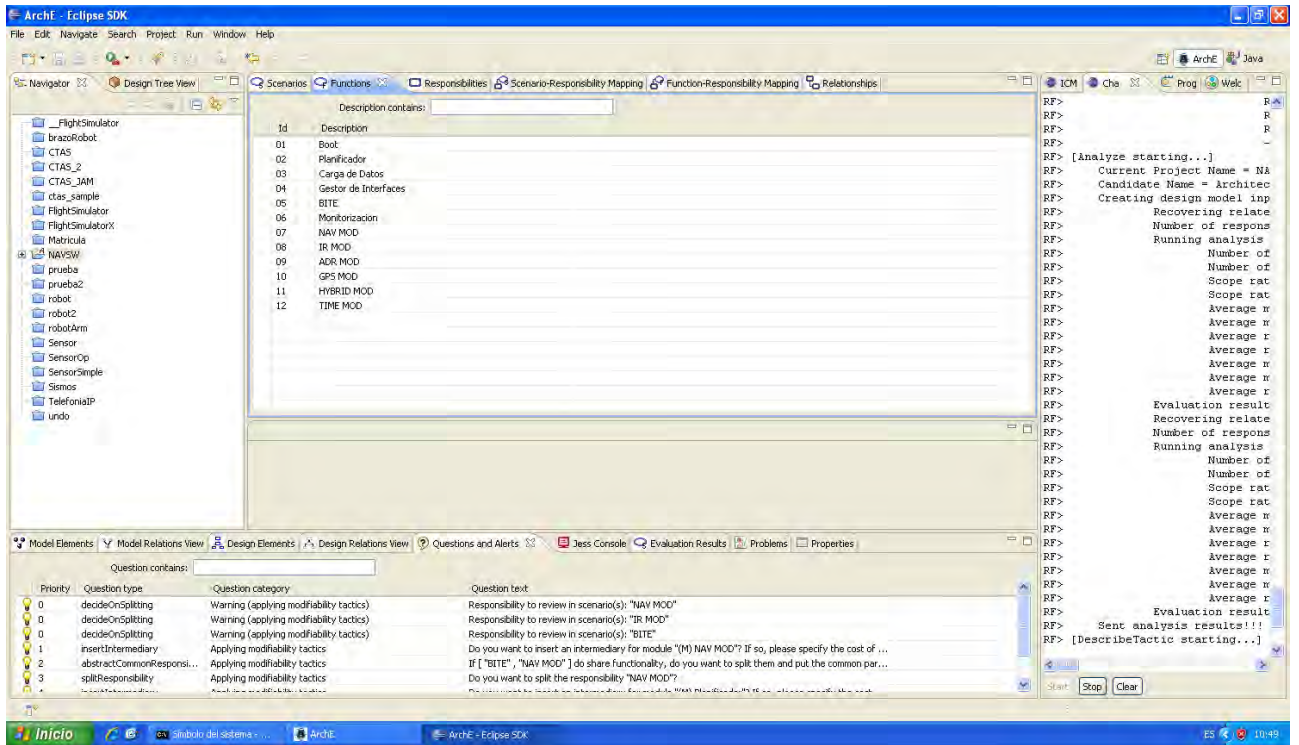 ArchE - Eclipse SDK
File Edit Navigate Search Project Run Window Help
ArchE Java
Navigator Design Tree View
Scenarios Functions Responsibilities Scenario-Responsibility Mapping Function-Responsibility Mapping Relationships
ICM Cha Prog Welc
__FlightSimulator
brazoRobot
CTAS
CTAS_2
CTAS_JAM
ctas_sample
FlightSimulator
FlightSimulatorX
Matricula
NAVSW
prueba
prueba2
robot
robot2
robotArm
Sensor
SensorOp
SensorSimple
Sismos
TelefoniaIP
undo
Description contains:
Id Description
01 Boot
02 Planificador
03 Carga de Datos
04 Gestor de Interfaces
05 BITE
06 Monitorizacion
07 NAV MOD
08 IR MOD
09 ADR MOD
10 GPS MOD
11 HYBRID MOD
12 TIME MOD
RF> R
RF> R
RF> R
RF> -
RF> [Analyze starting...]
RF> Current Project Name = NA
RF> Candidate Name = Architec
RF> Creating design model inp
RF> Recovering relate
RF> Number of respons
RF> Running analysis
RF> Number of
RF> Number of
RF> Scope rat
RF> Scope rat
RF> Average m
RF> Average m
RF> Average r
RF> Average r
RF> Average m
RF> Average m
RF> Average r
RF> Evaluation result
RF> Recovering relate
RF> Number of respons
RF> Running analysis
RF> Number of
RF> Number of
RF> Scope rat
RF> Scope rat
RF> Average m
RF> Average m
RF> Average r
RF> Average r
RF> Average m
RF> Average m
RF> Average r
RF> Evaluation result
RF> Sent analysis results!!!
RF> [DescribeTactic starting...]
Start Stop Clear
Model Elements Model Relations View Design Elements Design Relations View Questions and Alerts Jess Console Evaluation Results Problems Properties
Question contains:
Priority Question type Question category Question text
0 decideOnSplitting Warning (applying modifiability tactics) Responsibility to review in scenario(s): "NAV MOD"
0 decideOnSplitting Warning (applying modifiability tactics) Responsibility to review in scenario(s): "IR MOD"
0 decideOnSplitting Warning (applying modifiability tactics) Responsibility to review in scenario(s): "BITE"
1 insertIntermediary Applying modifiability tactics Do you want to insert an intermediary for module "(M) NAV MOD"? If so, please specify the cost of ...
2 abstractCommonResponsi... Applying modifiability tactics If [ "BITE" , "NAV MOD" ] do share functionality, do you want to split them and put the common par...
3 splitResponsibility Applying modifiability tactics Do you want to split the responsibility "NAV MOD"?
Inicio Símbolo del sistema - ... ArchE ArchE - Eclipse SDK ES 10:49